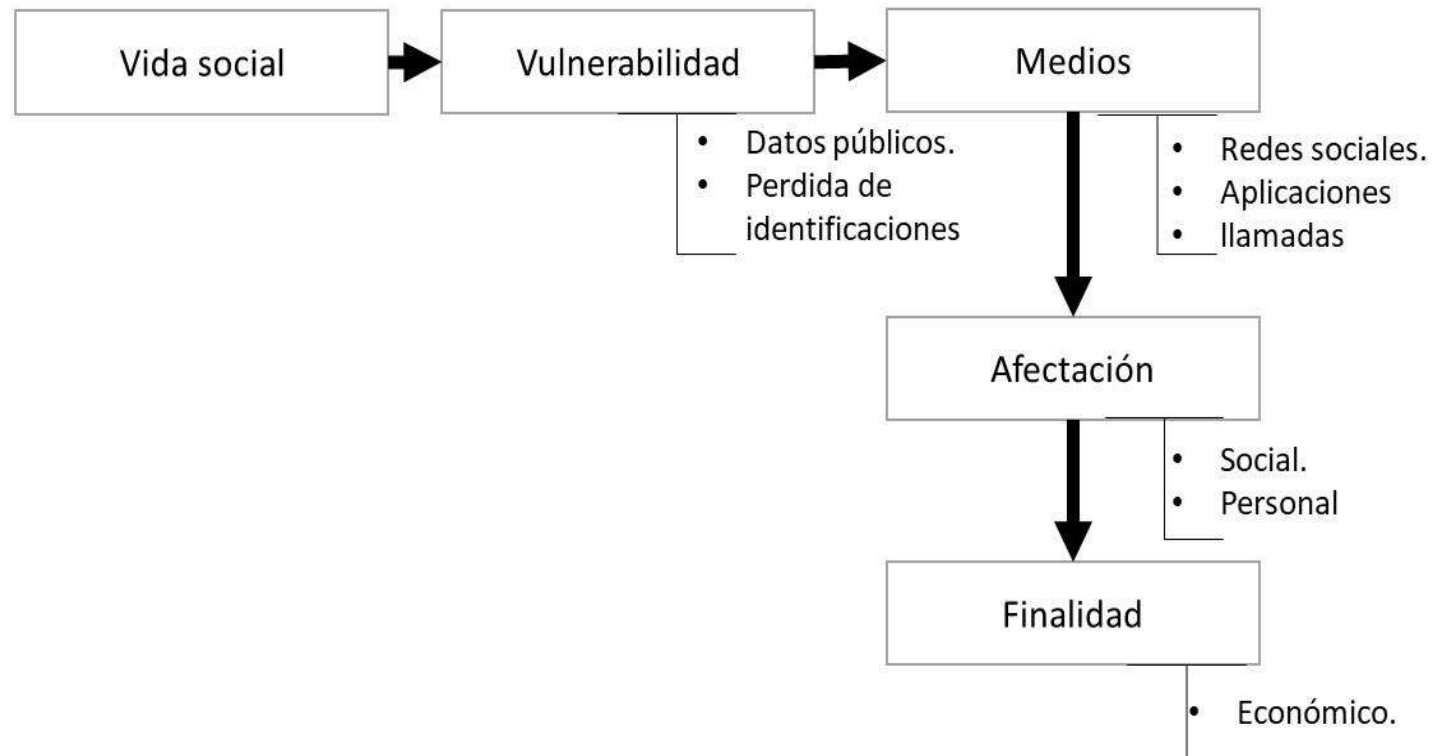 Vida social
Vulnerabilidad
Medios
• Datos públicos.
• Perdida de
identificaciones
• Redes sociales.
• Aplicaciones
• llamadas
Afectación
• Social.
• Personal
Finalidad
• Económico.